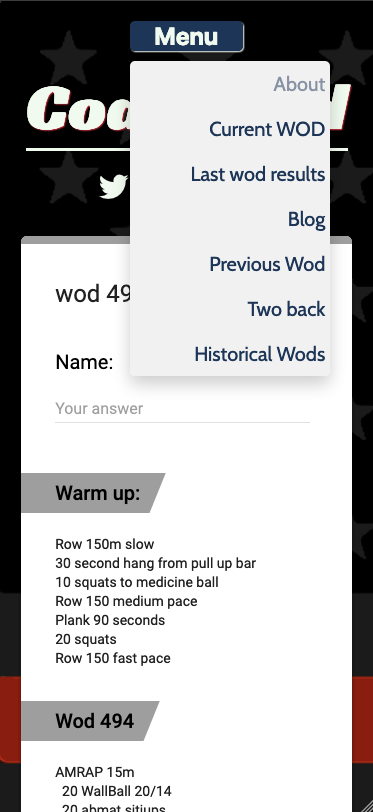 Menu
About
Current WOD
Last wod results
Blog
Previous Wod
Two back
Historical Wods
wod 49
Name:
Your answer
Warm up:
Row 150m slow
30 second hang from pull up bar
10 squats to medicine ball
Row 150 medium pace
Plank 90 seconds
20 squats
Row 150 fast pace
Wod 494
AMRAP 15m
20 WallBall 20/14
20 abmat situps